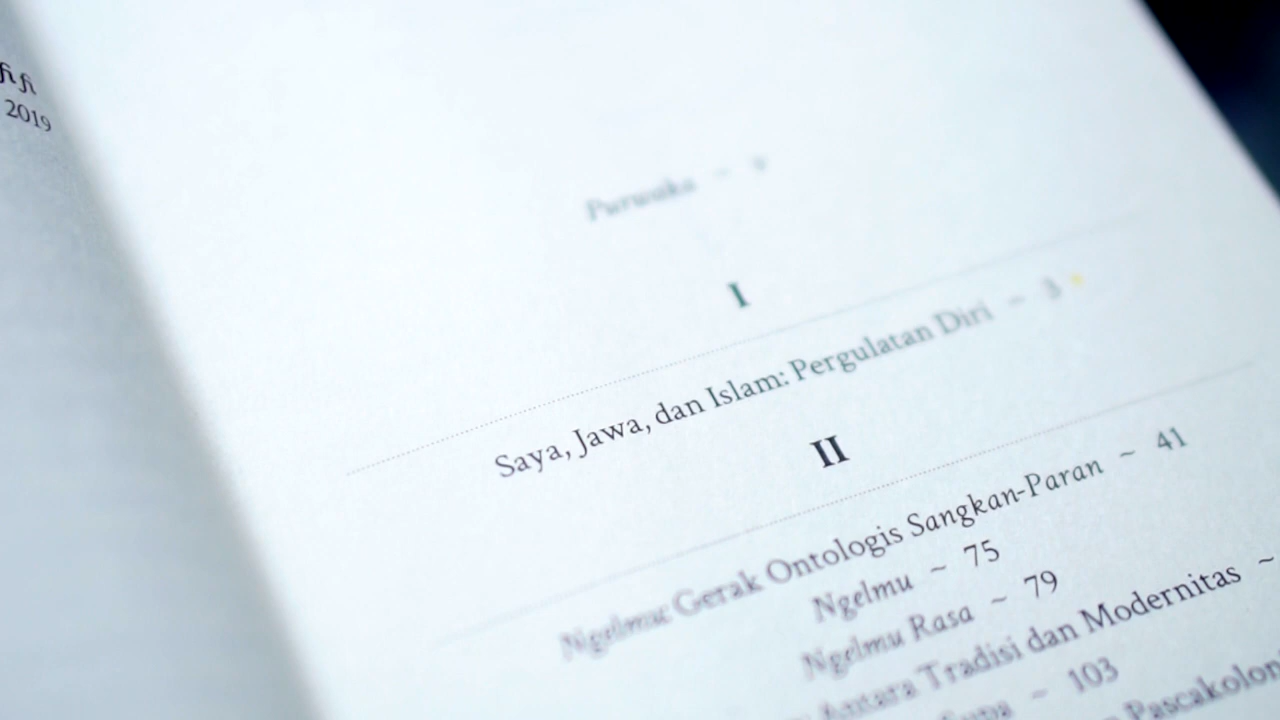 2019
Purwaka ~
I
Saya, Jawa, dan Islam: Pergulatan Diri ~ 3
II
Ngelmu: Gerak Ontologis Sangkan-Paran ~ 41
Ngelmu ~ 75
Ngelmu Rasa ~ 79
Antara Tradisi dan Modernitas ~
~ 103